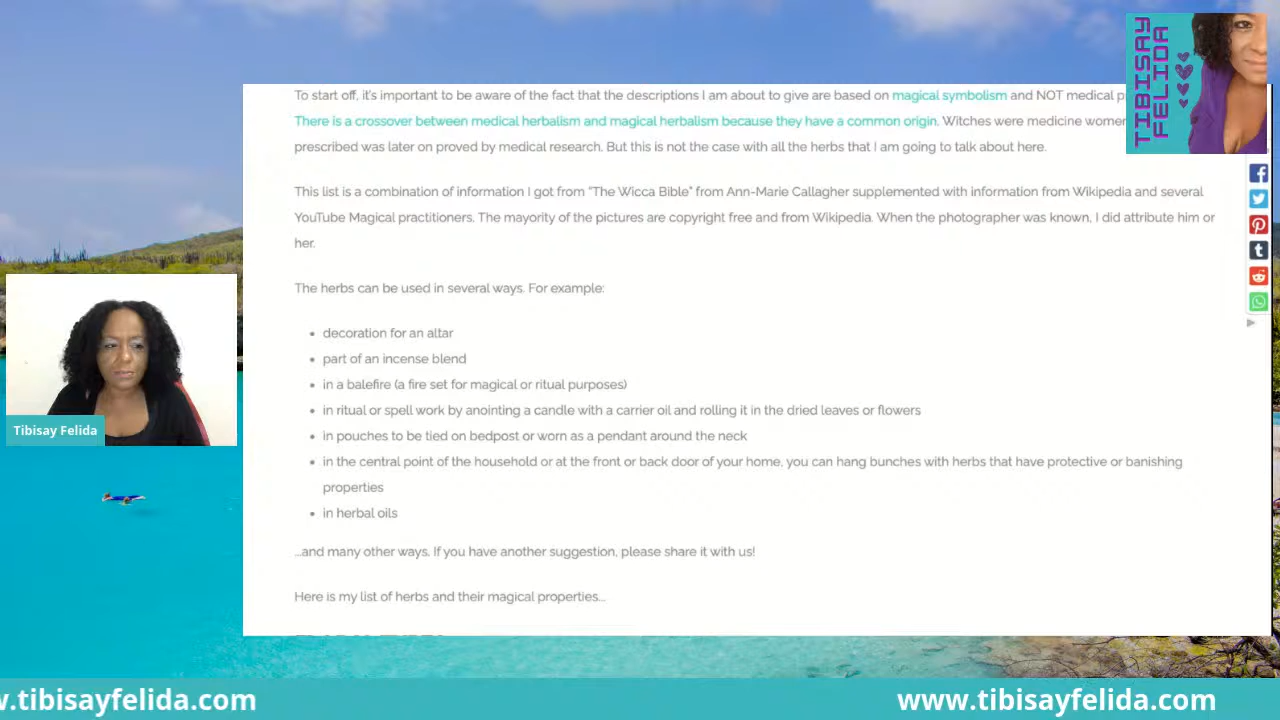 To start off, it's important to be aware of the fact that the descriptions I am about to give are based on magical symbolism and NOT medical
There is a crossover between medical herbalism and magical herbalism because they have a common origin. Witches were medicine
prescribed was later on proved by medical research. But this is not the case with all the herbs that I am going to talk about here.
This list is a combination of information I got from "The Wicca Bible" from Ann-Marie Callagher supplemented with information from Wikipedia and several
YouTube Magical practitioners. The mayority of the pictures are copyright free and from Wikipedia. When the photographer was known, I did attribute him or
her.
The herbs can be used in several ways. For example:
• decoration for an altar
• part of an incense blend
• in a balefire (a fire set for magical or ritual purposes)
• in ritual or spell work by anointing a candle with a carrier oil and rolling it in the dried leaves or flowers
• in pouches to be tied on bedpost or worn as a pendant around the neck
• in the central point of the household or at the front or back door of your home, you can hang bunches with herbs that have protective or banishing
properties
• in herbal oils
...and many other ways. If you have another suggestion, please share it with us!
Here is my list of herbs and their magical properties...
TIBISAY
FELIDA
Tibisay Felida
w.tibisayfelida.com
www.tibisayfelida.com